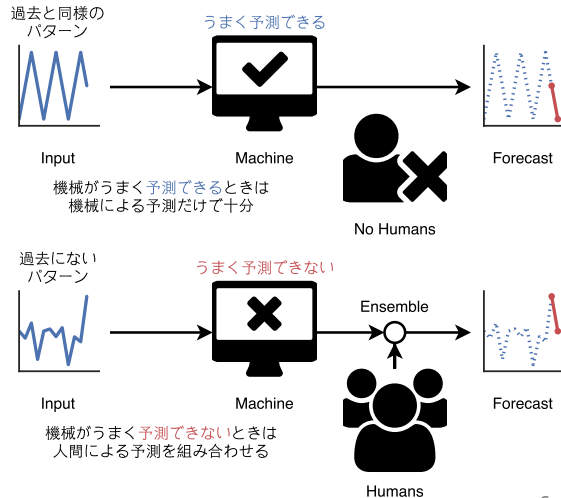 過去と同様の
パターン
うまく予測できる
Input
Machine
Forecast
機械がうまく予測できるときは
機械による予測だけで十分
No Humans
過去にない
パターン
うまく予測できない
Ensemble
Input
Machine
Forecast
機械がうまく予測できないときは
人間による予測を組み合わせる
Humans